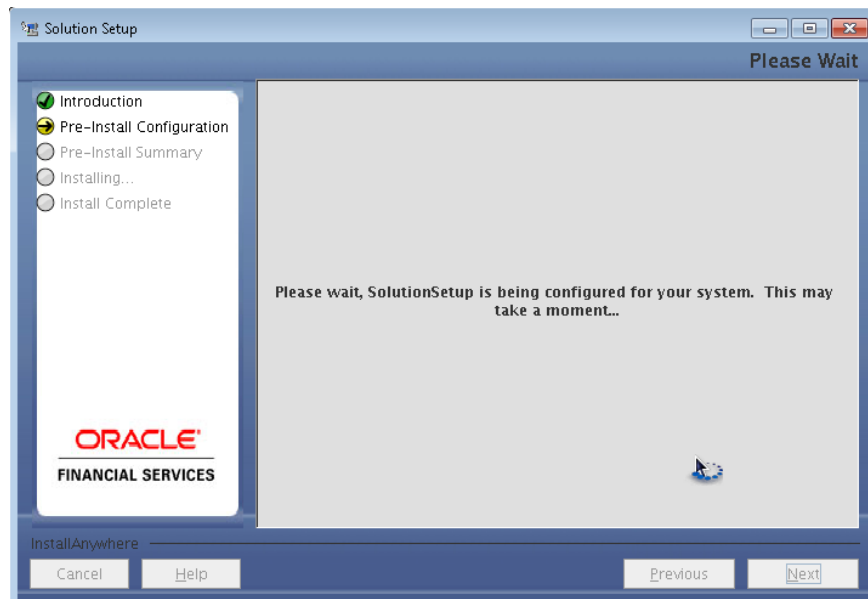 Solution Setup
Please Wait
Introduction
Pre-Install Configuration
Pre-Install Summary
Installing...
Install Complete
Please wait, SolutionSetup is being configured for your system.  This may
take a moment...
ORACLE®
FINANCIAL SERVICES
InstallAnywhere
Cancel Help Previous Next